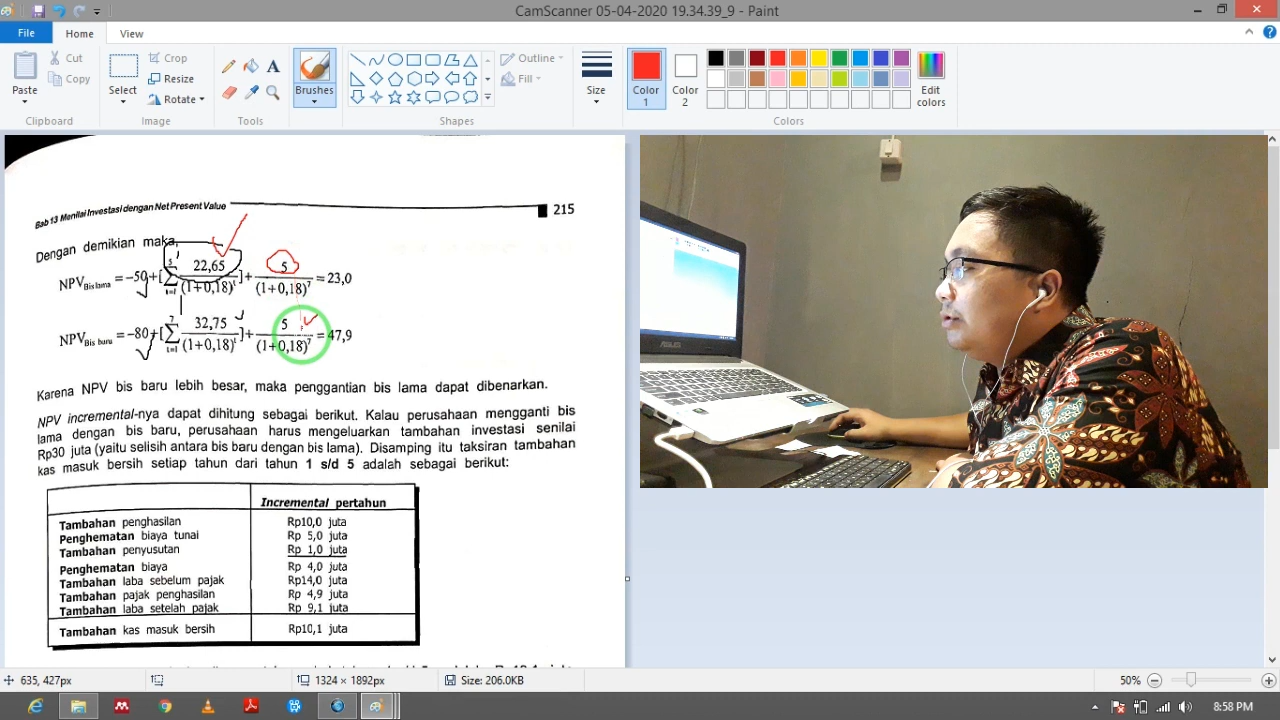 CamScanner 05-04-2020 19.34.39_9 - Paint
File Home View
Paste
Cut
Copy
Clipboard
Select
Crop
Resize
Rotate
Image
A
Tools
Brushes
Outline
Fill
Shapes
Size
Color 1
Color 2
Edit colors
Colors
Bab 13 Menilai Investasi dengan Net Present Value 215
Dengan demikian maka,
NPV Bis lama = -50+[∑ 5 t=1 22,65/(1+0,18)^t]+ 5/(1+0,18)^7 = 23,0
NPV Bis baru = -80+[∑ 7 t=1 32,75/(1+0,18)^t]+ 5/(1+0,18)^7 = 47,9
Karena NPV bis baru lebih besar, maka penggantian bis lama dapat dibenarkan.
NPV incremental-nya dapat dihitung sebagai berikut. Kalau perusahaan mengganti bis
lama dengan bis baru, perusahaan harus mengeluarkan tambahan investasi senilai
Rp30 juta (yaitu selisih antara bis baru dengan bis lama). Disamping itu taksiran tambahan
kas masuk bersih setiap tahun dari tahun 1 s/d 5 adalah sebagai berikut:
Incremental pertahun
Tambahan penghasilan Rp10,0 juta
Penghematan biaya tunai Rp 5,0 juta
Tambahan penyusutan Rp 1,0 juta
Penghematan biaya Rp 4,0 juta
Tambahan laba sebelum pajak Rp14,0 juta
Tambahan pajak penghasilan Rp 4,9 juta
Tambahan laba setelah pajak Rp 9,1 juta
Tambahan kas masuk bersih Rp10,1 juta
635, 427px 1324 × 1892px Size: 206.0KB 50%
8:58 PM